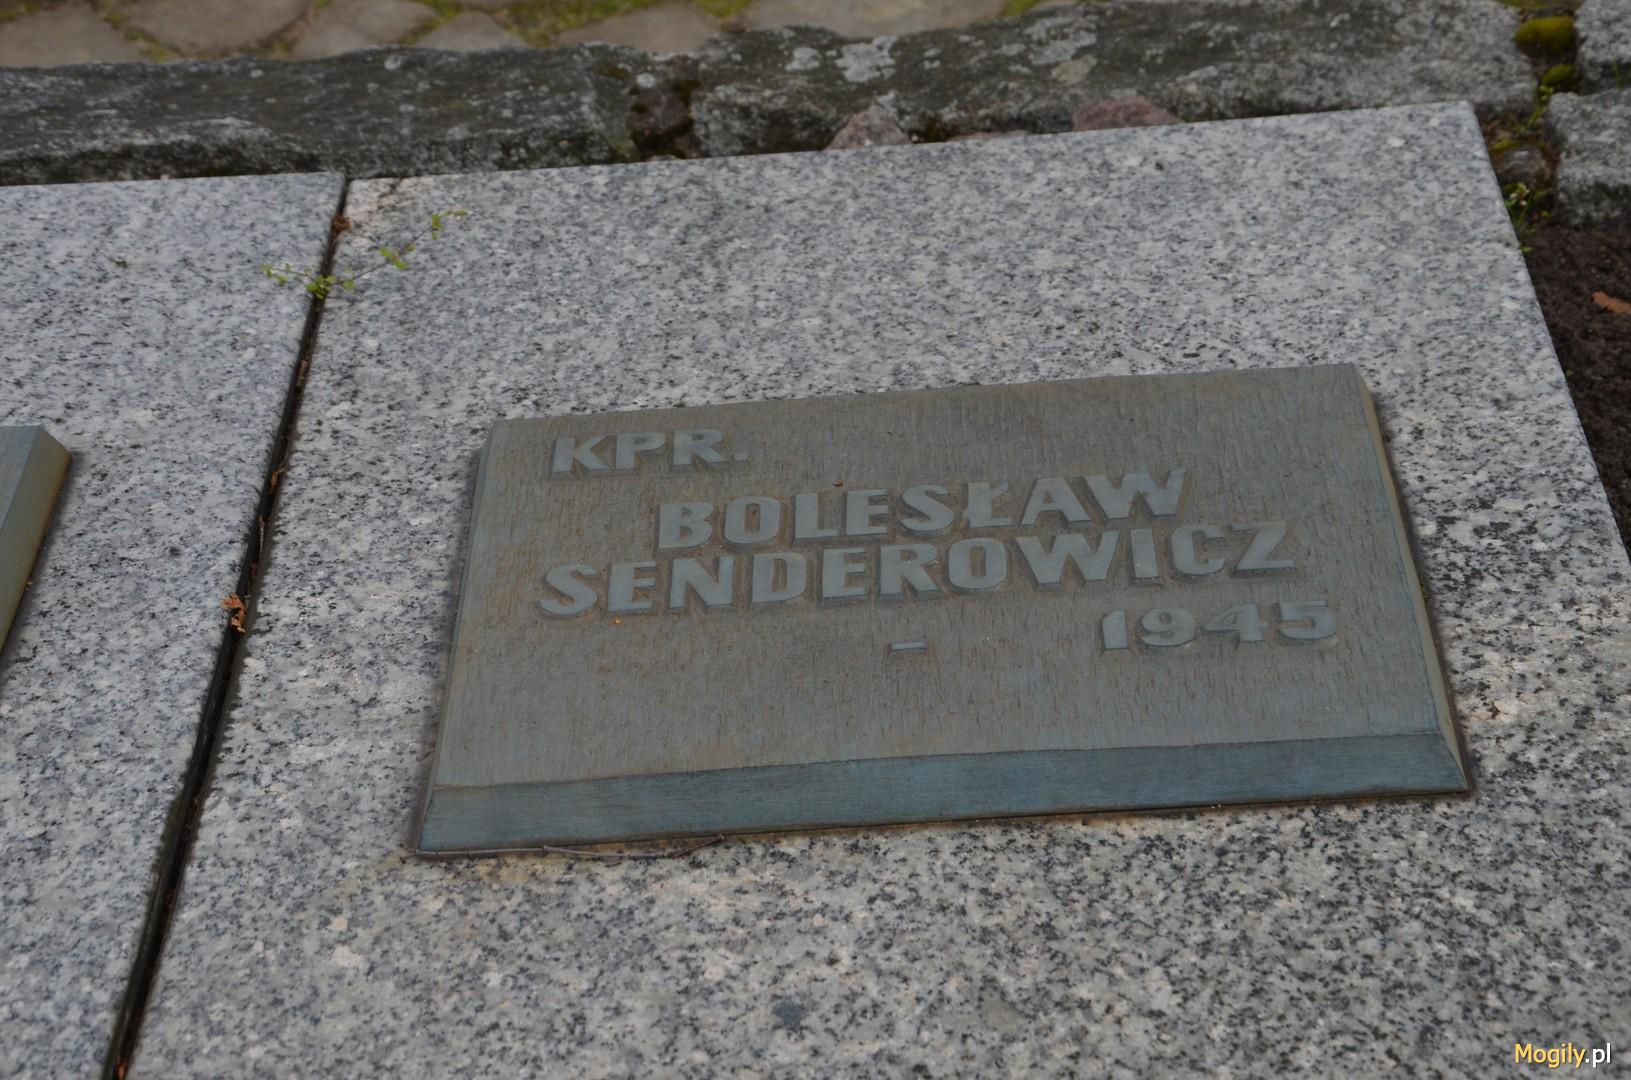 KPR.
BOLESŁAW
SENDEROWICZ
- 1945
Mogily.pl